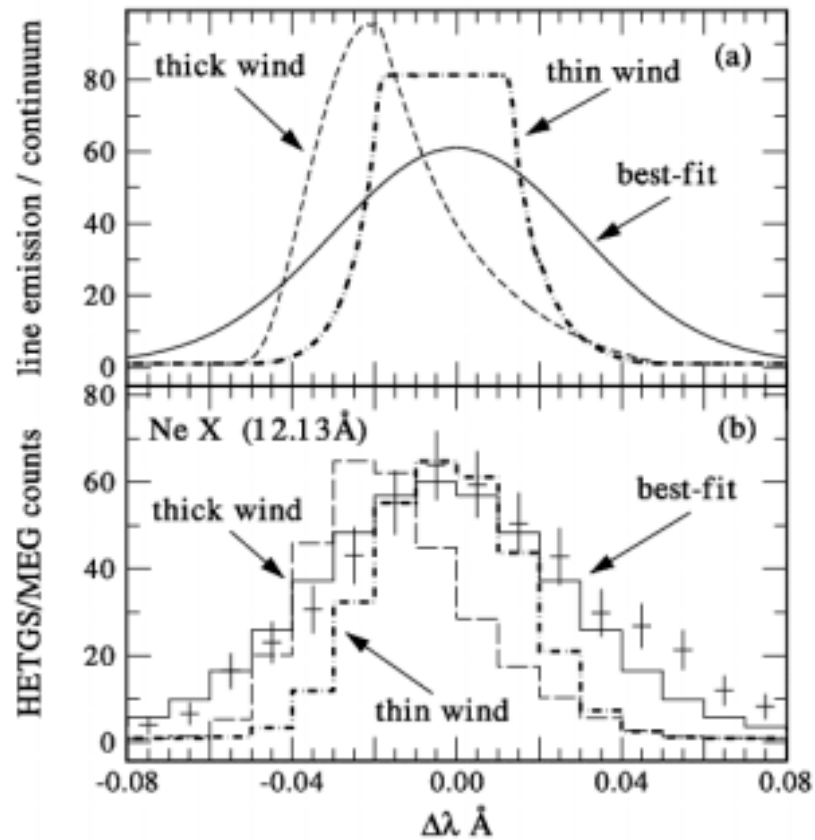 line emission / continuum
80
60
40
20
0
thick wind
(a)
thin wind
best-fit
HETGS/MEG counts
80
60
40
20
0
Ne X (12.13Å)
(b)
thick wind
best-fit
thin wind
-0.08
-0.04
0.00
0.04
0.08
Δλ Å